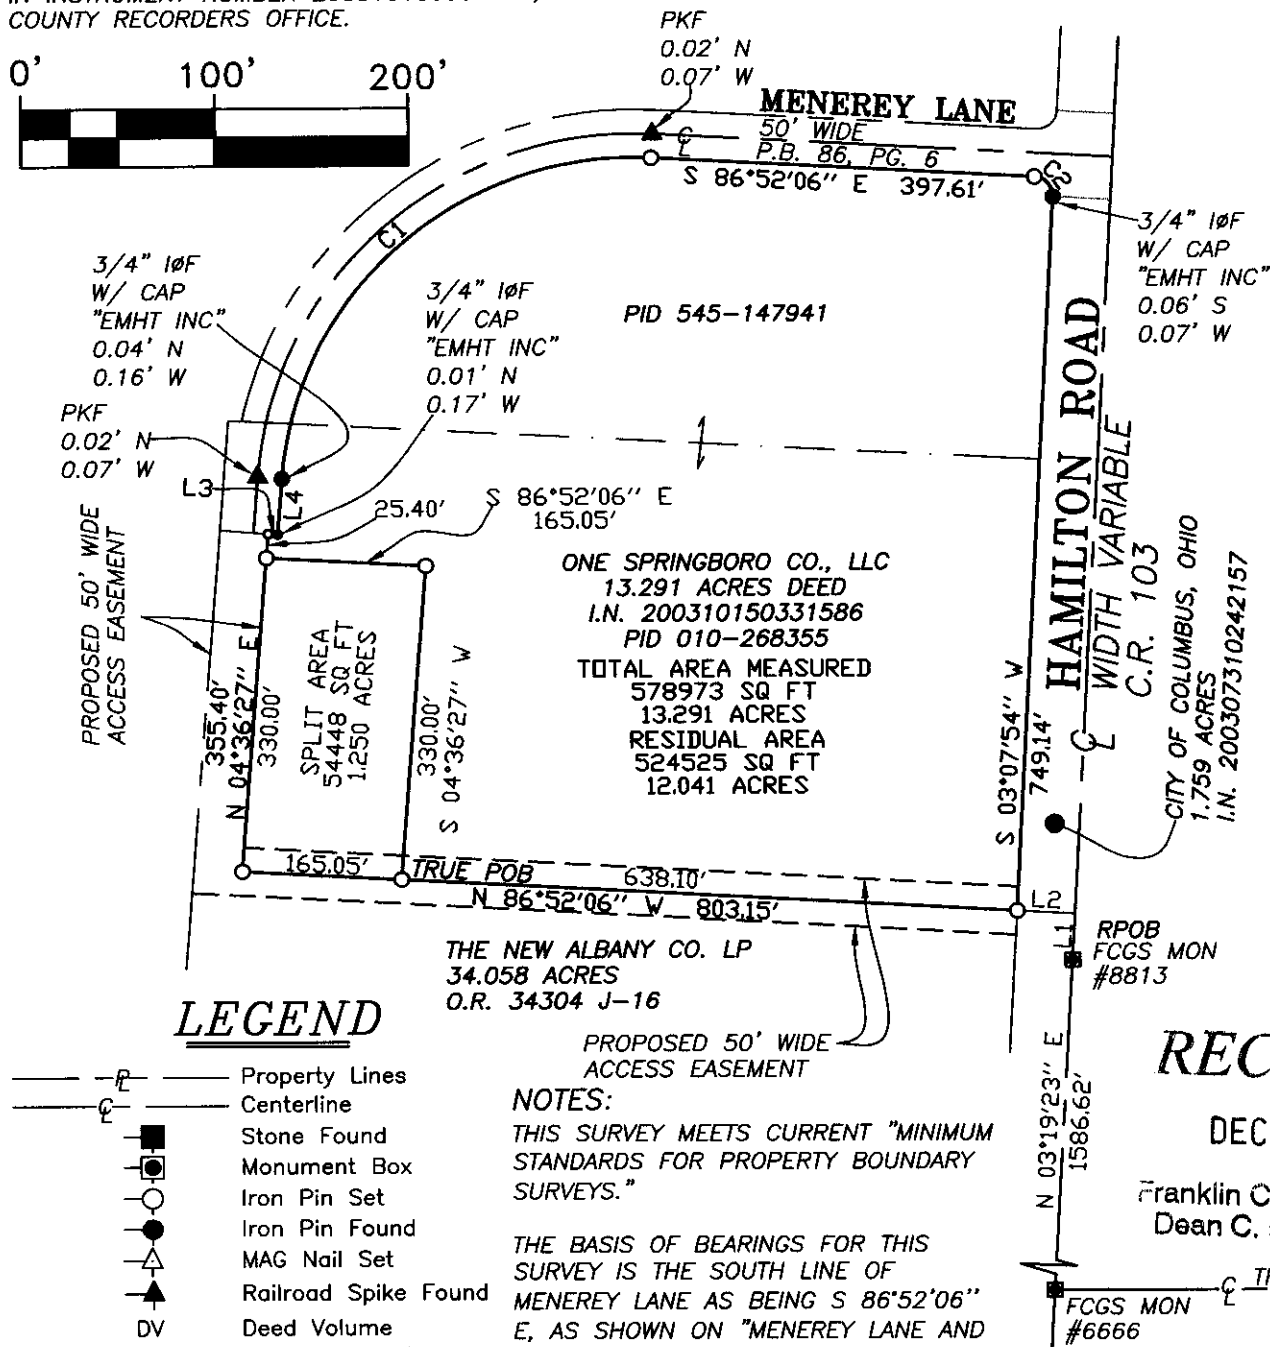 COUNTY RECORDERS OFFICE.
0' 100' 200'
PKF
0.02' N
0.07' W
MENEREY LANE
50' WIDE
P.B. 86, PG. 6
S 86°52'06" E 397.61'
C2
C1
3/4" IØF
W/ CAP
"EMHT INC"
0.06' S
0.07' W
3/4" IØF
W/ CAP
"EMHT INC"
0.04' N
0.16' W
3/4" IØF
W/ CAP
"EMHT INC"
0.01' N
0.17' W
PID 545-147941
PKF
0.02' N
0.07' W
L3
L4
25.40'
S 86°52'06" E
165.05'
PROPOSED 50' WIDE
ACCESS EASEMENT
ONE SPRINGBORO CO., LLC
13.291 ACRES DEED
I.N. 200310150331586
PID 010-268355
TOTAL AREA MEASURED
578973 SQ FT
13.291 ACRES
RESIDUAL AREA
524525 SQ FT
12.041 ACRES
HAMILTON ROAD
WIDTH VARIABLE
C.R. 103
CITY OF COLUMBUS, OHIO
1.759 ACRES
I.N. 200307310242157
355.40'
N 04°36'27" E
330.00'
SPLIT AREA
54448 SQ FT
1.250 ACRES
330.00'
S 04°36'27" W
S 03°07'54" W
749.14'
165.05'
TRUE POB
638.10'
N 86°52'06" W 803.15'
L2
L1
RPOB
FCGS MON
#8813
THE NEW ALBANY CO. LP
34.058 ACRES
O.R. 34304 J-16
PROPOSED 50' WIDE
ACCESS EASEMENT
N 03°19'23" E
1586.62'
LEGEND
Property Lines
Centerline
Stone Found
Monument Box
Iron Pin Set
Iron Pin Found
MAG Nail Set
Railroad Spike Found
DV Deed Volume
NOTES:
THIS SURVEY MEETS CURRENT "MINIMUM
STANDARDS FOR PROPERTY BOUNDARY
SURVEYS."
THE BASIS OF BEARINGS FOR THIS
SURVEY IS THE SOUTH LINE OF
MENEREY LANE AS BEING S 86°52'06"
E, AS SHOWN ON "MENEREY LANE AND
REC
DEC
Franklin C
Dean C.
FCGS MON
#6666